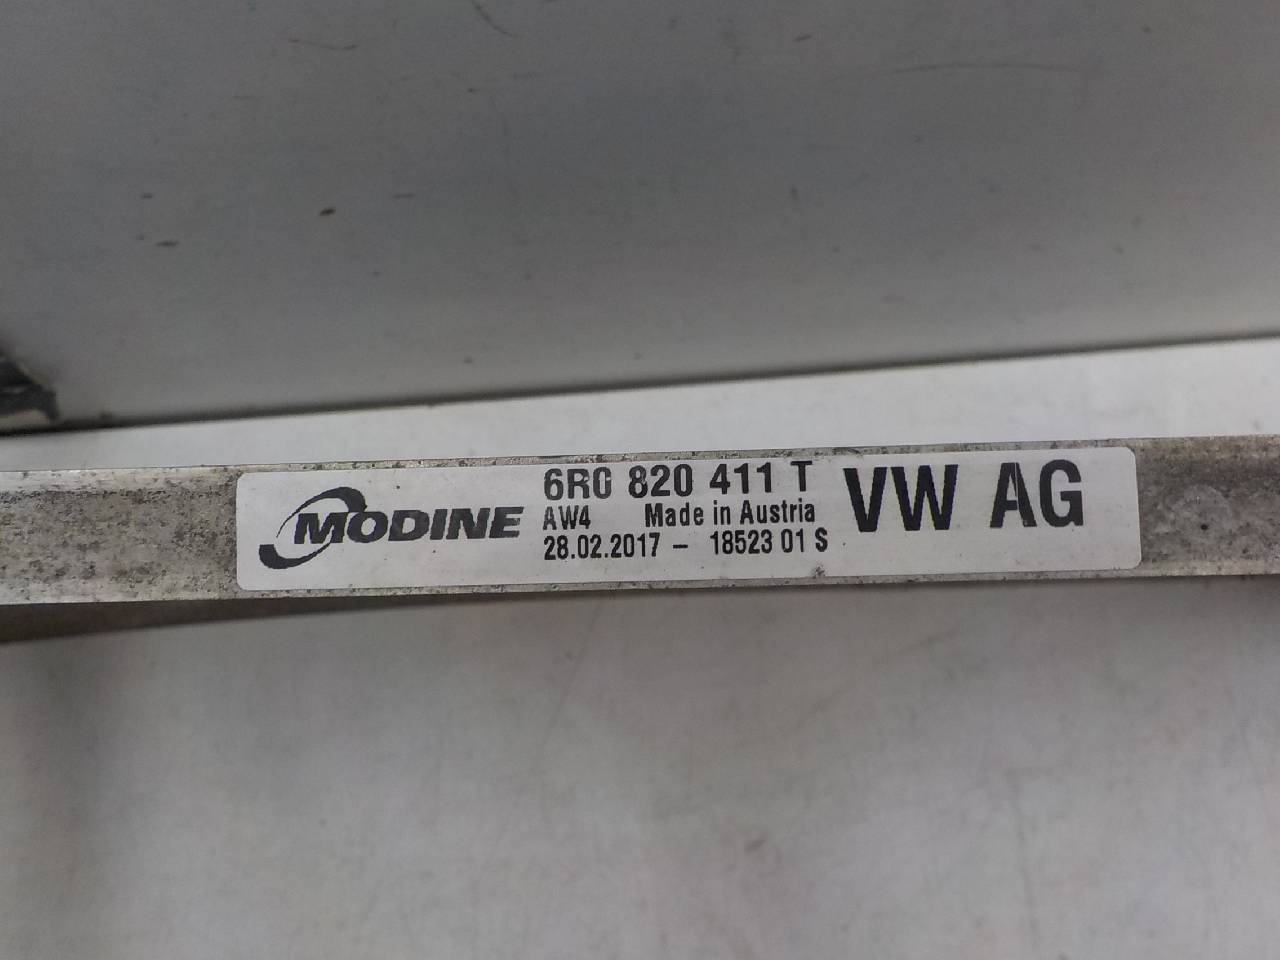 MODINE
6R0 820 411 T
AW4 Made in Austria
28.02.2017 - 18523 01 S
VW AG